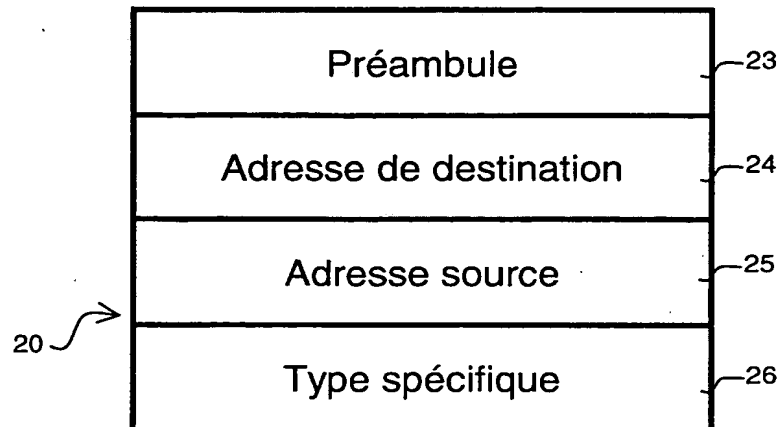 Préambule 23
Adresse de destination 24
Adresse source 25
20
Type spécifique 26